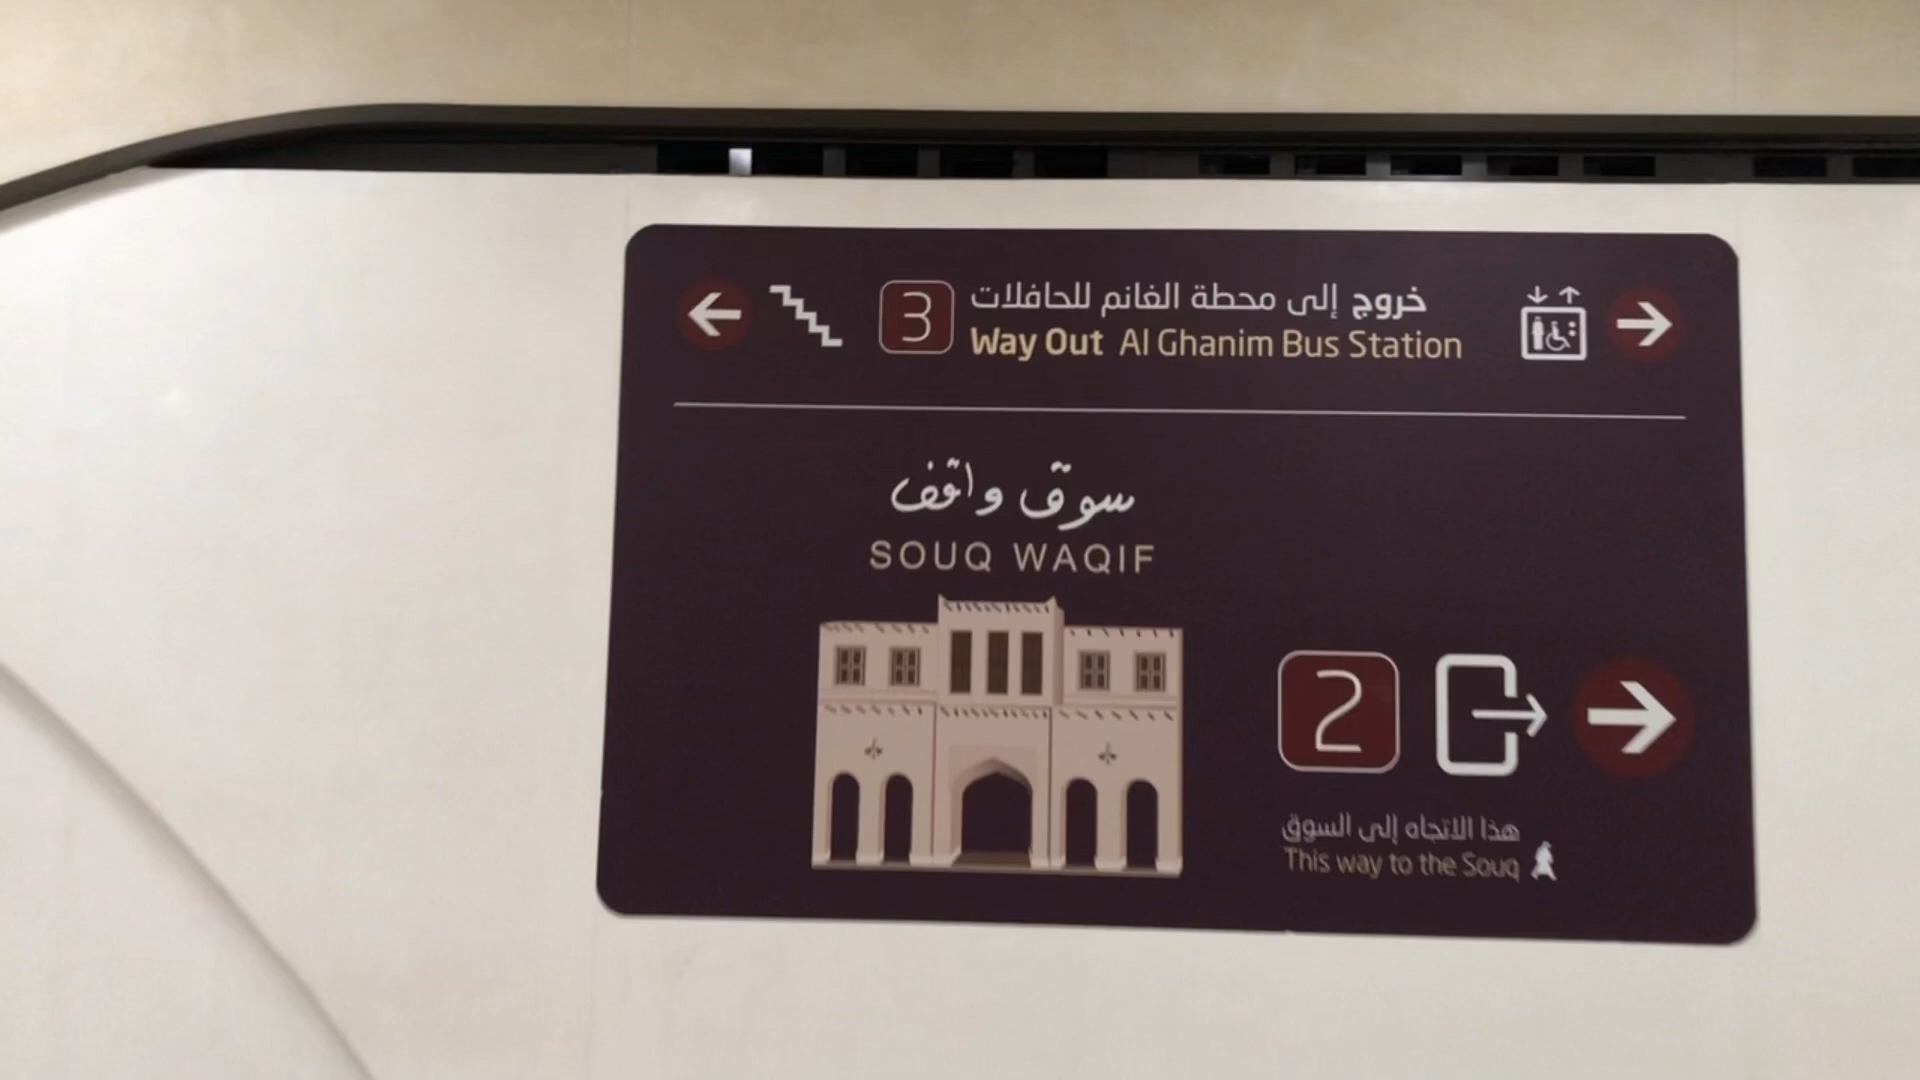 3
خروج إلى محطة الغانم للحافلات
Way Out Al Ghanim Bus Station
سوق واقف
SOUQ WAQIF
2
هذا الاتجاه إلى السوق
This way to the Souq